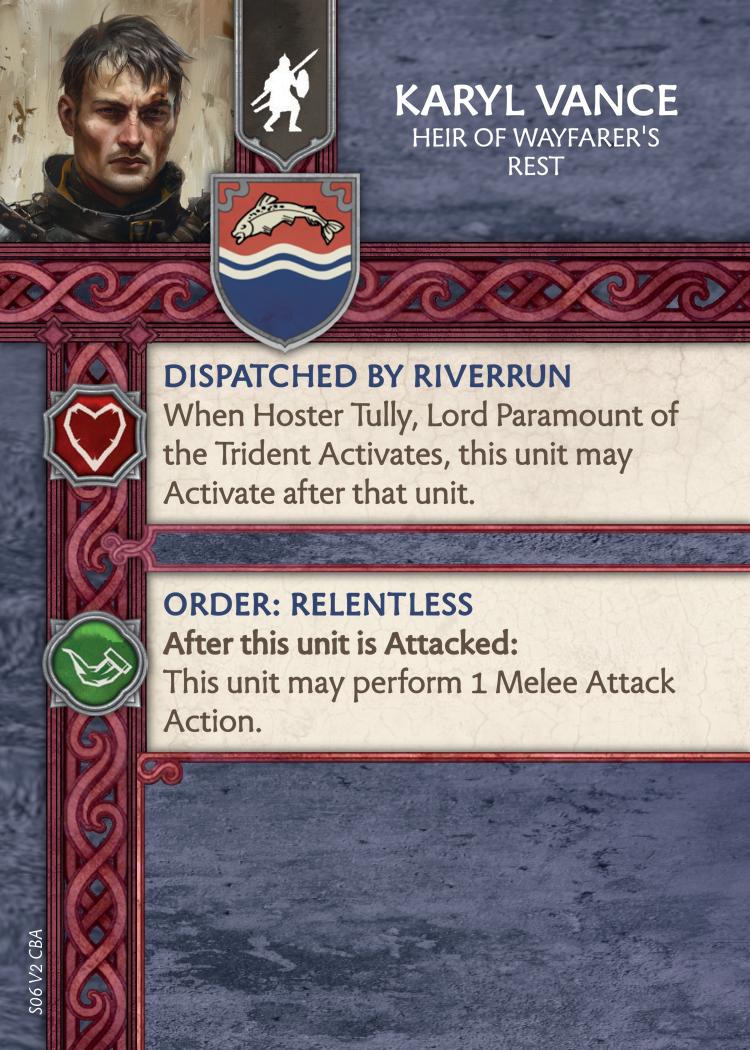 KARYL VANCE
HEIR OF WAYFARER'S
REST
DISPATCHED BY RIVERRUN
When Hoster Tully, Lord Paramount of
the Trident Activates, this unit may
Activate after that unit.
ORDER: RELENTLESS
After this unit is Attacked:
This unit may perform 1 Melee Attack
Action.
S06 V2 CBA